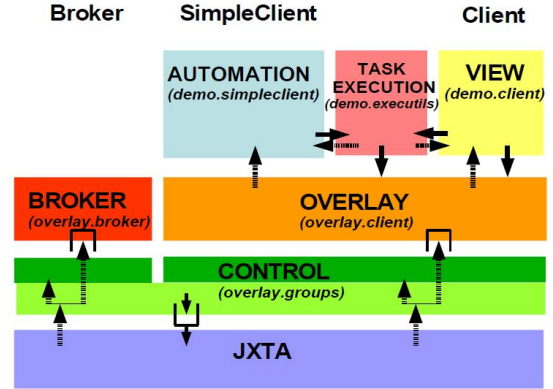 Broker SimpleClient Client
AUTOMATION
(demo.simpleclient)
TASK
EXECUTION
(demo.executils)
VIEW
(demo.client)
BROKER
(overlay.broker)
OVERLAY
(overlay.client)
CONTROL
(overlay.groups)
JXTA